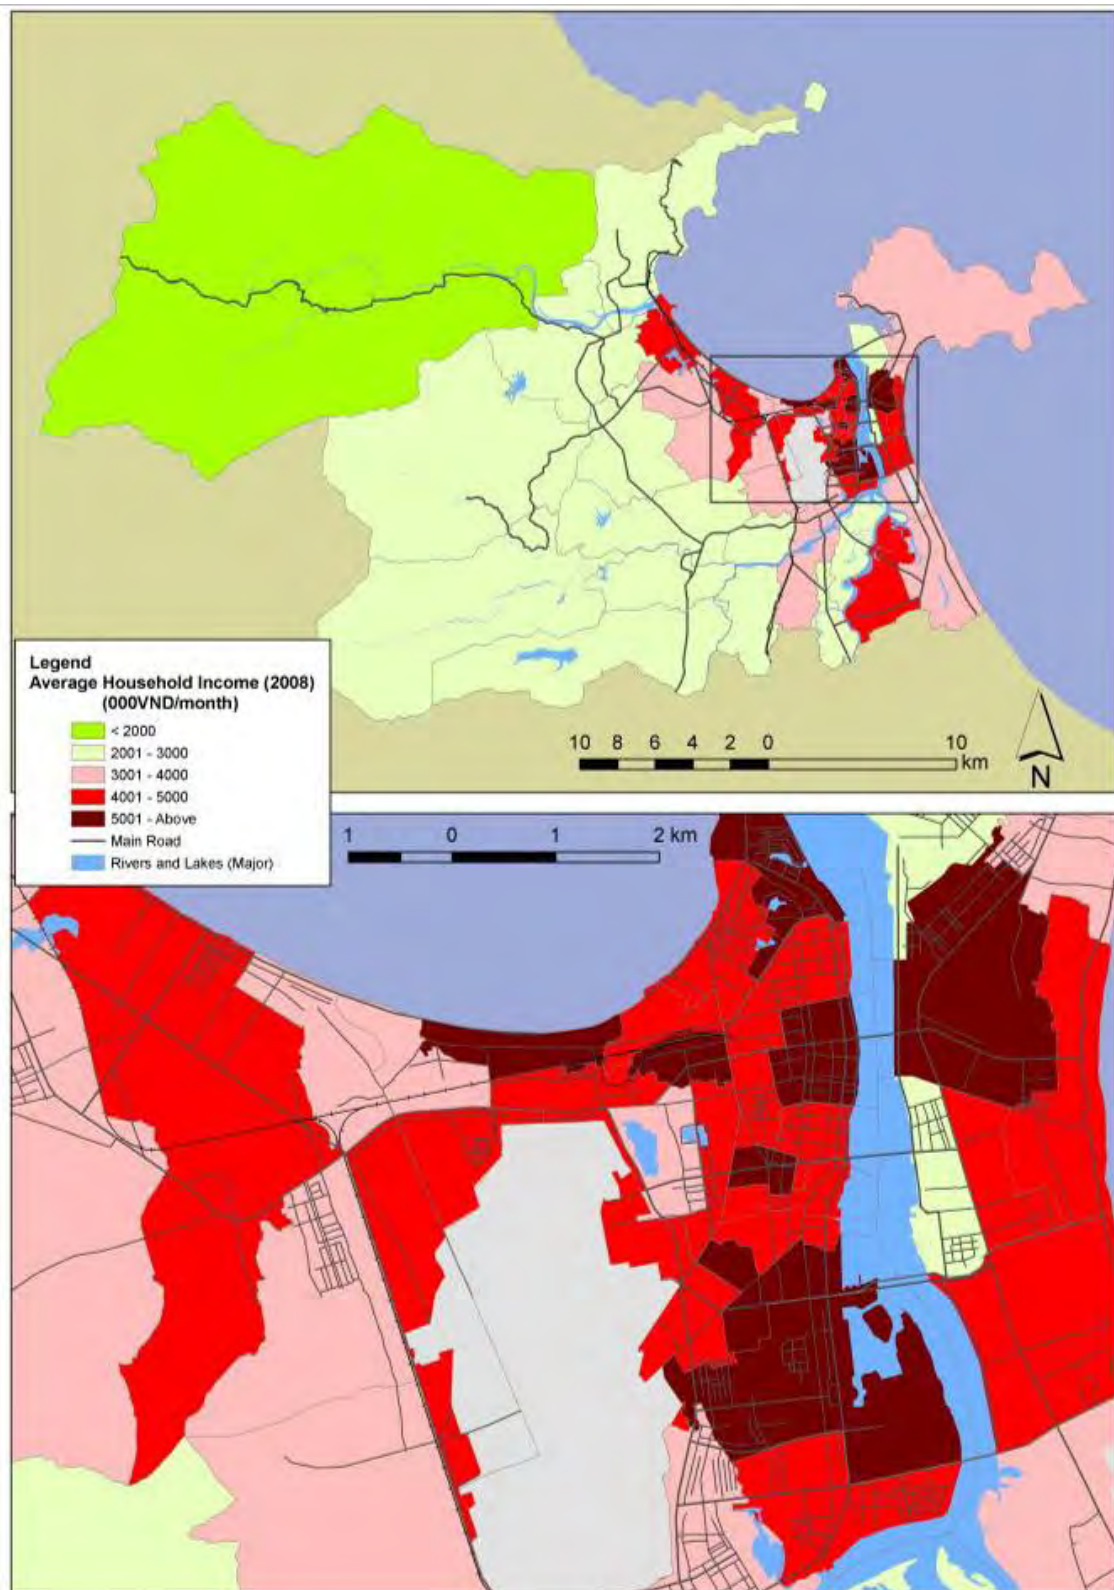 Legend
Average Household Income (2008)
(000VND/month)
< 2000
2001 - 3000
3001 - 4000
4001 - 5000
5001 - Above
Main Road
Rivers and Lakes (Major)
10 8 6 4 2 0 10
km
N
1 0 1 2 km